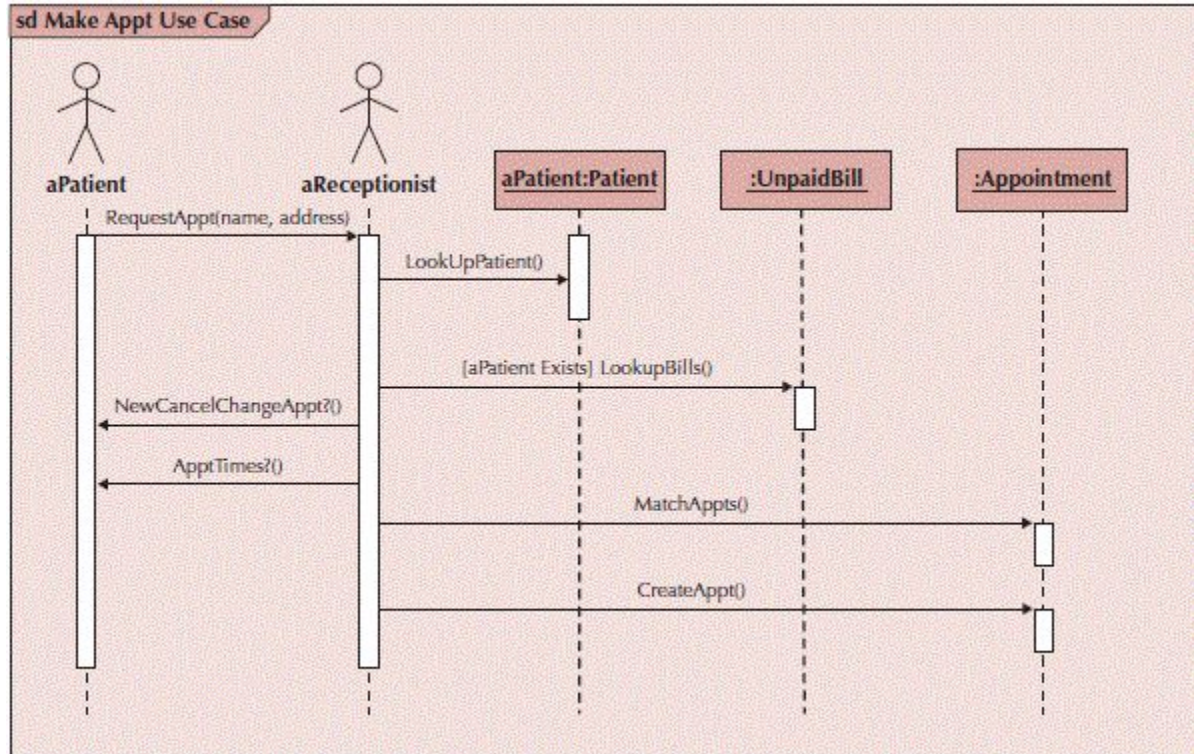 sd Make Appt Use Case
aPatient
aReceptionist
aPatient:Patient
:UnpaidBill
:Appointment
RequestAppt(name, address)
LookUpPatient()
[aPatient Exists] LookupBills()
NewCancelChangeAppt?()
ApptTimes?()
MatchAppts()
CreateAppt()